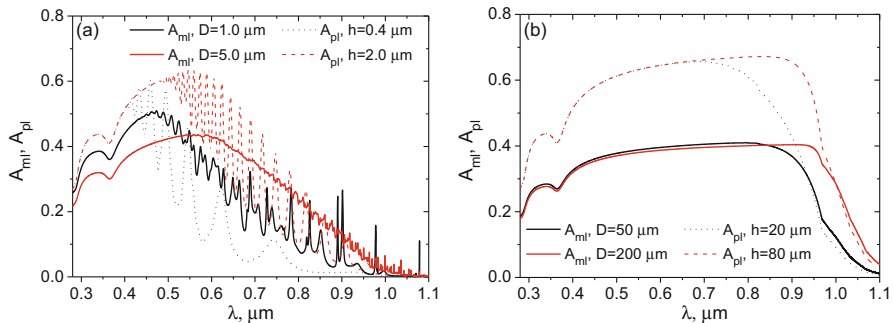 (a)
A_ml, D=1.0 μm
A_pl, h=0.4 μm
A_ml, D=5.0 μm
A_pl, h=2.0 μm
A_ml, A_pl
0.8
0.6
0.4
0.2
0.0
0.3 0.4 0.5 0.6 0.7 0.8 0.9 1.0 1.1
λ, μm
(b)
A_ml, A_pl
0.8
0.6
0.4
0.2
0.0
A_ml, D=50 μm
A_pl, h=20 μm
A_ml, D=200 μm
A_pl, h=80 μm
0.3 0.4 0.5 0.6 0.7 0.8 0.9 1.0 1.1
λ, μm